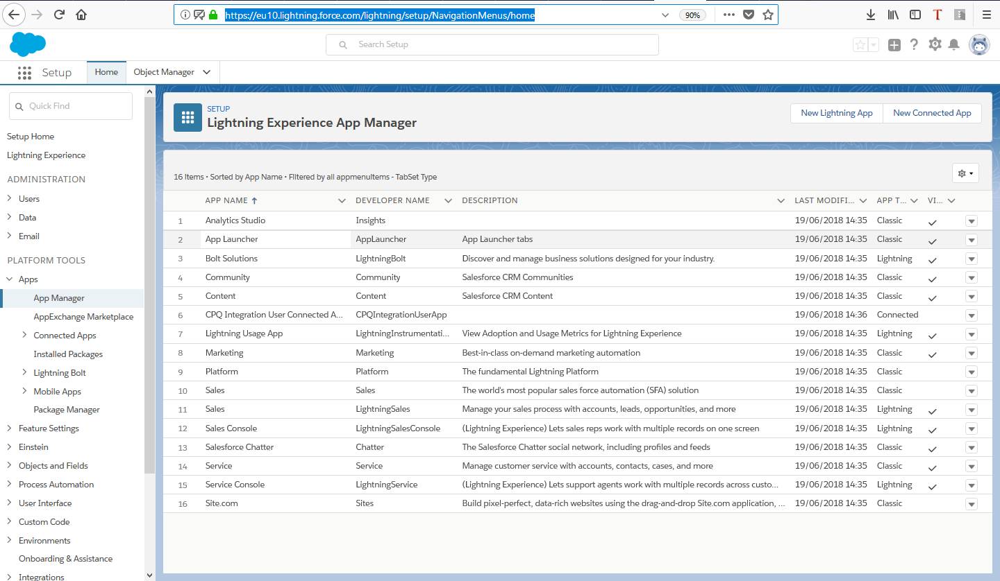 https://eu10.lightning.force.com/lightning/setup/NavigationMenus/home 90%
Search Setup
Setup Home Object Manager
Quick Find
Setup Home
Lightning Experience
ADMINISTRATION
Users
Data
Email
PLATFORM TOOLS
Apps
App Manager
AppExchange Marketplace
Connected Apps
Installed Packages
Lightning Bolt
Mobile Apps
Package Manager
Feature Settings
Einstein
Objects and Fields
Process Automation
User Interface
Custom Code
Environments
Onboarding & Assistance
Integrations
SETUP
Lightning Experience App Manager
New Lightning App New Connected App
16 Items • Sorted by App Name • Filtered by all appmenuitems - TabSet Type
APP NAME DEVELOPER NAME DESCRIPTION LAST MODIFI... APP T... VI...
1 Analytics Studio Insights 19/06/2018 14:35 Classic
2 App Launcher AppLauncher App Launcher tabs 19/06/2018 14:35 Classic
3 Bolt Solutions LightningBolt Discover and manage business solutions designed for your industry. 19/06/2018 14:35 Lightning
4 Community Community Salesforce CRM Communities 19/06/2018 14:35 Classic
5 Content Content Salesforce CRM Content 19/06/2018 14:35 Classic
6 CPQ Integration User Connected A... CPQIntegrationUserApp 19/06/2018 14:36 Connected
7 Lightning Usage App LightningInstrumentati... View Adoption and Usage Metrics for Lightning Experience 19/06/2018 14:35 Lightning
8 Marketing Marketing Best-in-class on-demand marketing automation 19/06/2018 14:35 Classic
9 Platform Platform The fundamental Lightning Platform 19/06/2018 14:35 Classic
10 Sales Sales The world's most popular sales force automation (SFA) solution 19/06/2018 14:35 Classic
11 Sales LightningSales Manage your sales process with accounts, leads, opportunities, and more 19/06/2018 14:35 Lightning
12 Sales Console LightningSalesConsole (Lightning Experience) Lets sales reps work with multiple records on one screen 19/06/2018 14:35 Lightning
13 Salesforce Chatter Chatter The Salesforce Chatter social network, including profiles and feeds 19/06/2018 14:35 Classic
14 Service Service Manage customer service with accounts, contacts, cases, and more 19/06/2018 14:35 Classic
15 Service Console LightningService (Lightning Experience) Lets support agents work with multiple records across custo... 19/06/2018 14:35 Lightning
16 Site.com Sites Build pixel-perfect, data-rich websites using the drag-and-drop Site.com application, ... 19/06/2018 14:35 Classic